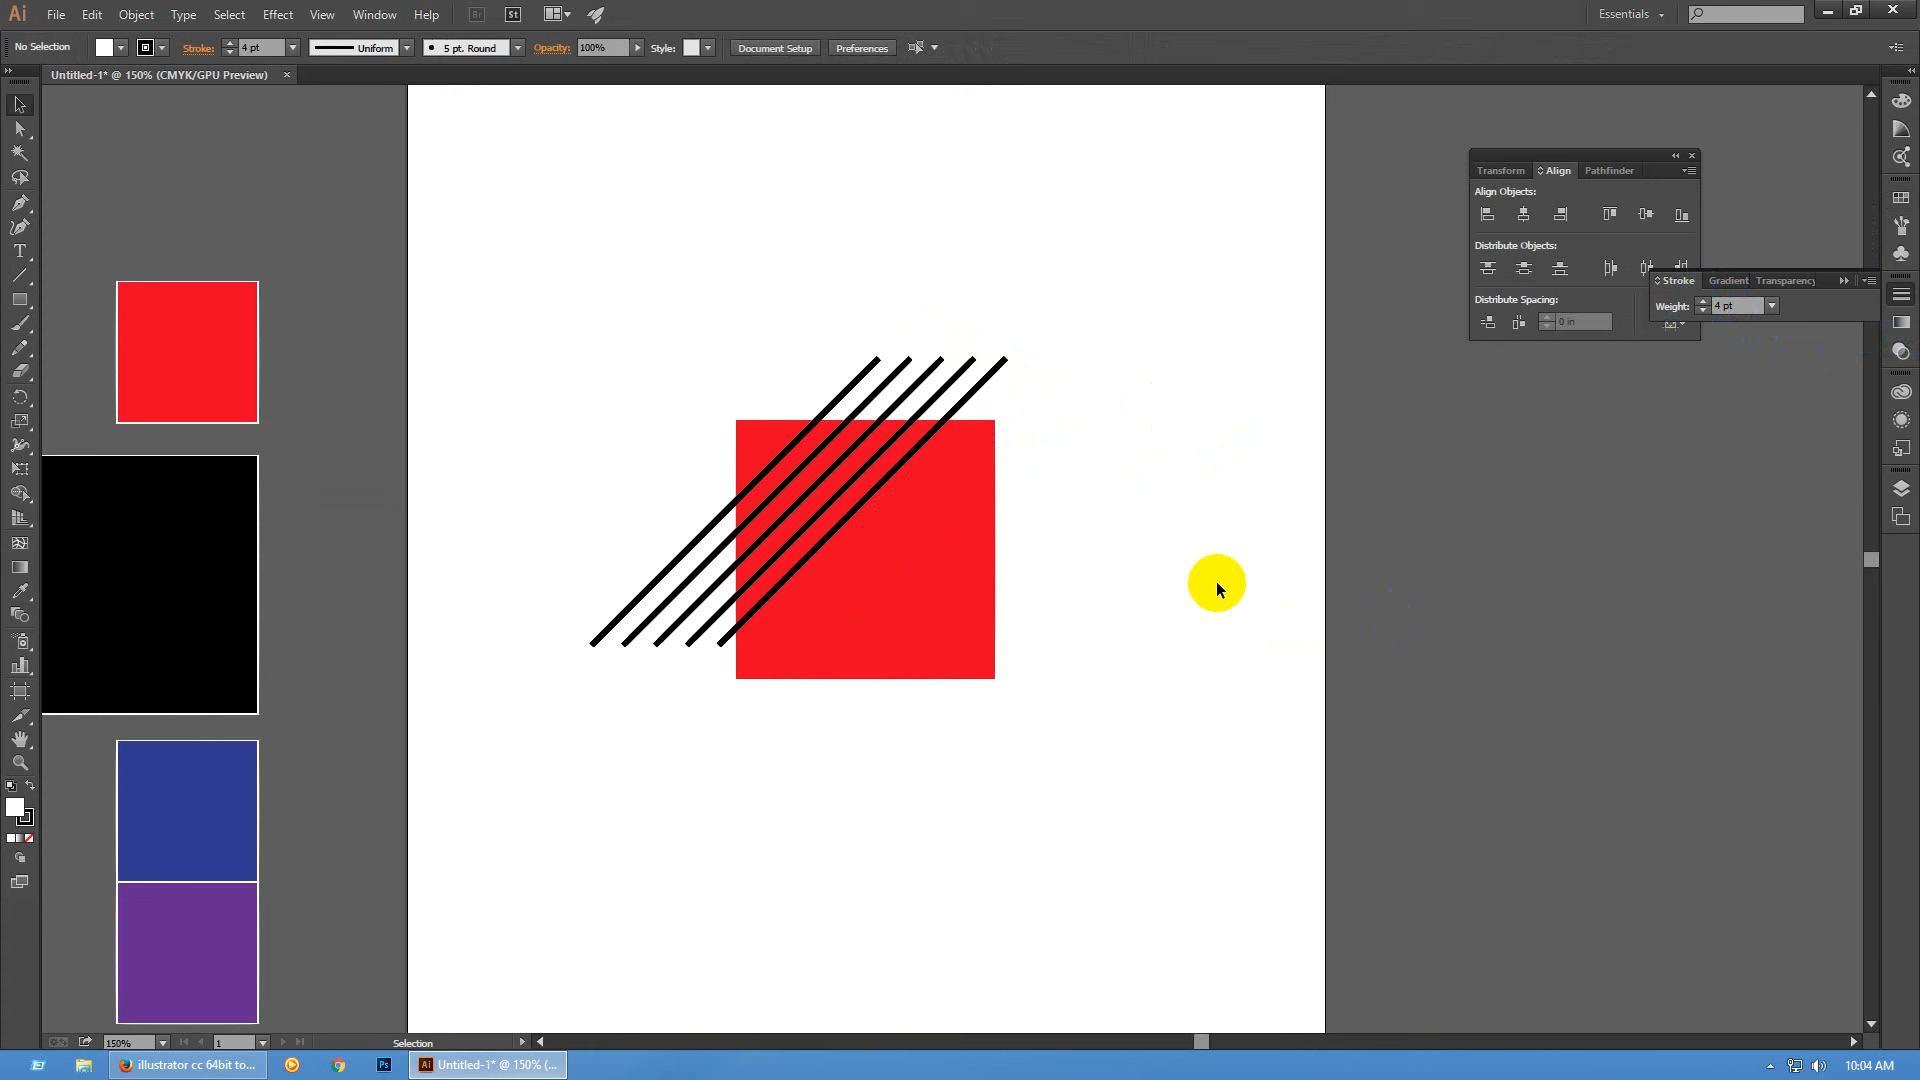 Ai File Edit Object Type Select Effect View Window Help Br St Essentials
No Selection Stroke: 4 pt Uniform 5 pt. Round Opacity: 100% Style: Document Setup Preferences
Untitled-1* @ 150% (CMYK/GPU Preview)
Transform Align Pathfinder
Align Objects:
Distribute Objects:
Stroke Gradient Transparency
Distribute Spacing:
Weight: 4 pt
0 in
T
150% 1 Selection
illustrator cc 64bit to... Ps Ai Untitled-1* @ 150% (... 10:04 AM